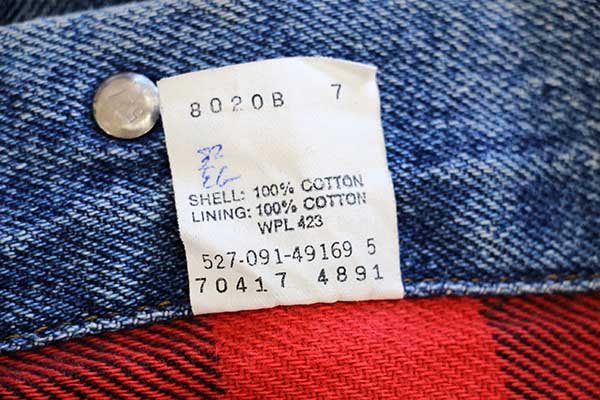 8020B 7
SHELL: 100% COTTON
LINING: 100% COTTON
WPL 423
527-091-49169 5
70417 4891